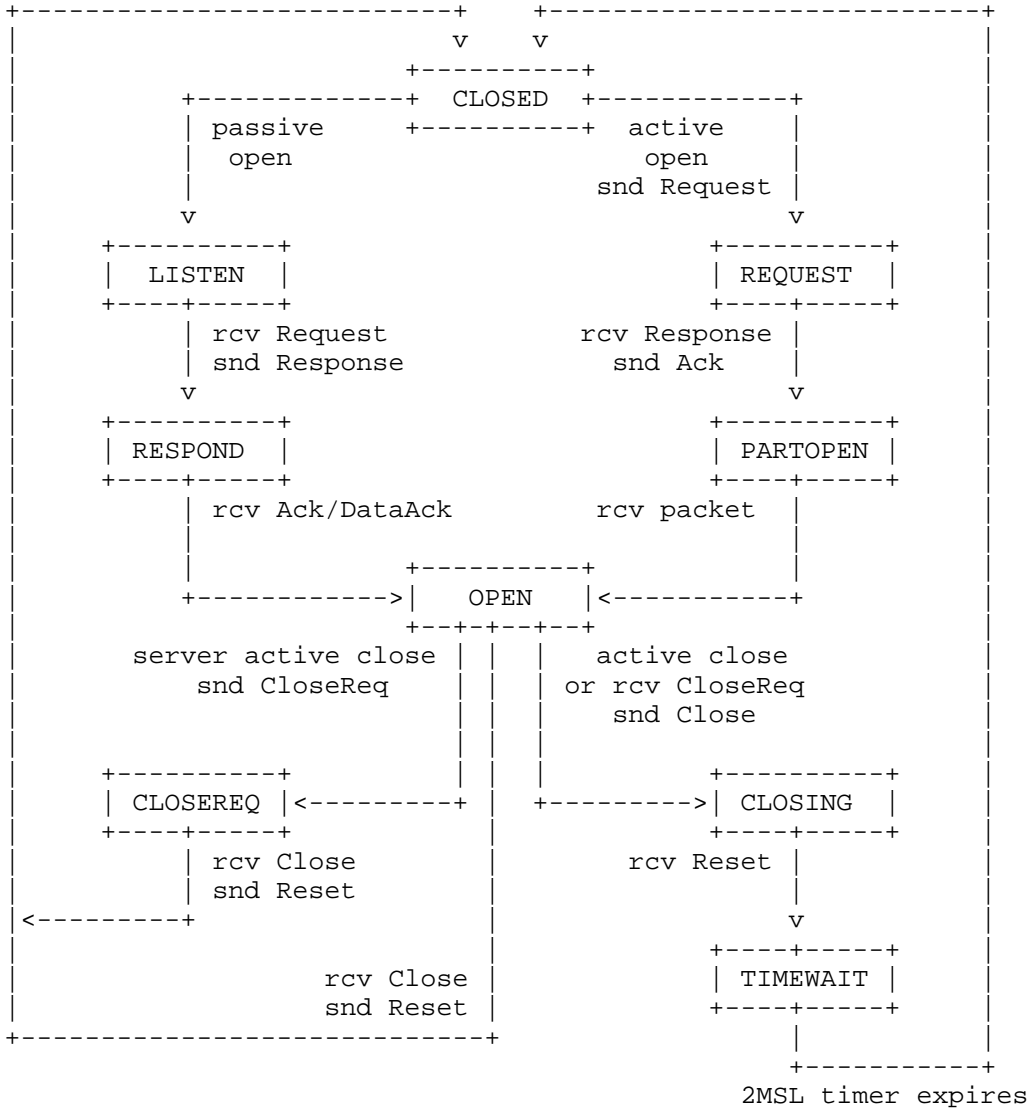 CLOSED
passive active
open open
snd Request
LISTEN REQUEST
rcv Request rcv Response
snd Response snd Ack
RESPOND PARTOPEN
rcv Ack/DataAck rcv packet
OPEN
server active close active close
snd CloseReq or rcv CloseReq
snd Close
CLOSEREQ CLOSING
rcv Close rcv Reset
snd Reset
rcv Close TIMEWAIT
snd Reset
2MSL timer expires